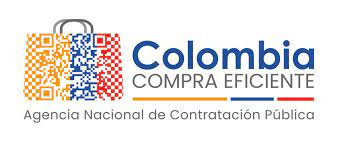 Colombia
COMPRA EFICIENTE
Agencia Nacional de Contratación Pública